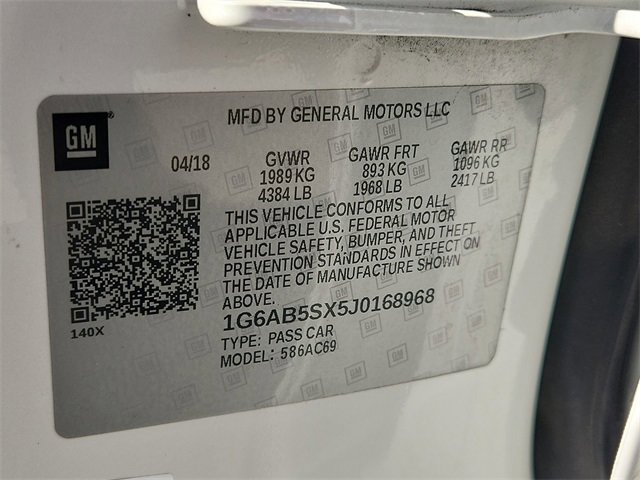 MFD BY GENERAL MOTORS LLC
GM
04/18 GVWR GAWR FRT GAWR RR
1989 KG 893 KG 1096 KG
4384 LB 1968 LB 2417 LB
THIS VEHICLE CONFORMS TO ALL
APPLICABLE U.S. FEDERAL MOTOR
VEHICLE SAFETY, BUMPER, AND THEFT
PREVENTION STANDARDS IN EFFECT ON
THE DATE OF MANUFACTURE SHOWN
ABOVE.
140X
1G6AB5SX5J0168968
TYPE: PASS CAR
MODEL: 586AC69